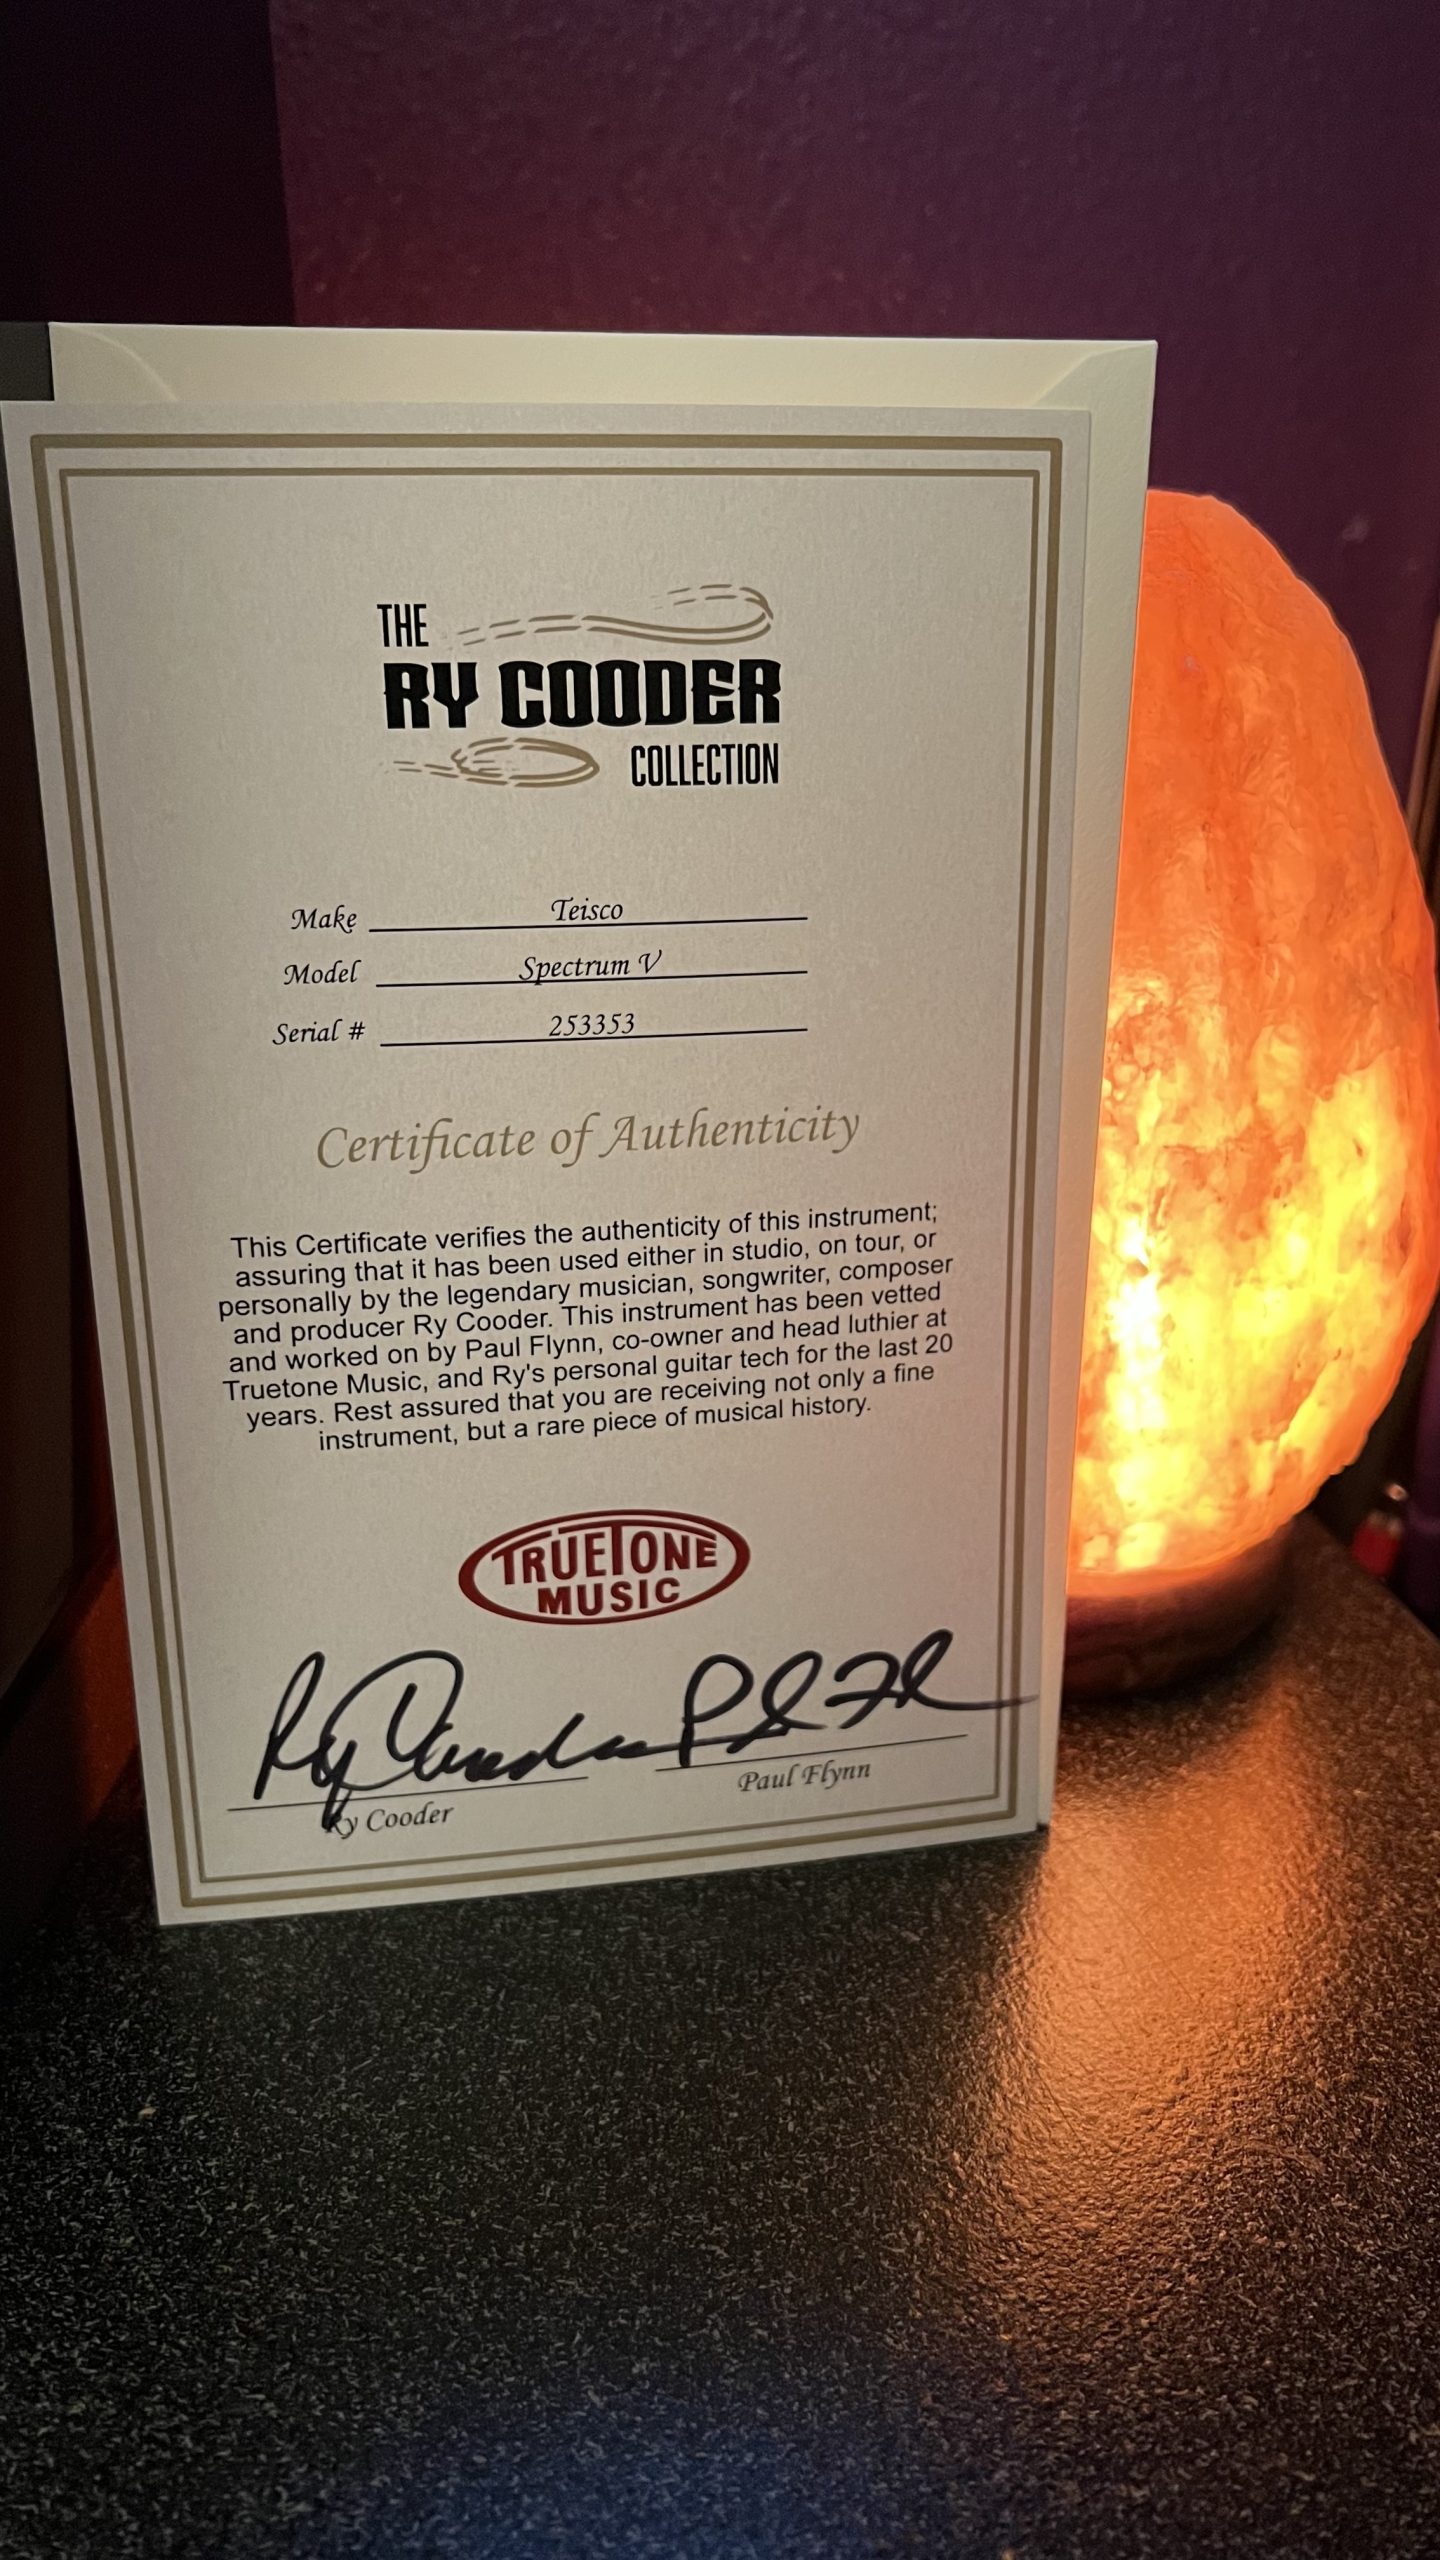 THE
RY COODER
COLLECTION
Make Teisco
Model Spectrum V
Serial # 253353
Certificate of Authenticity
This Certificate verifies the authenticity of this instrument;
assuring that it has been used either in studio, on tour, or
personally by the legendary musician, songwriter, composer
and producer Ry Cooder. This instrument has been vetted
and worked on by Paul Flynn, co-owner and head luthier at
Truetone Music, and Ry's personal guitar tech for the last 20
years. Rest assured that you are receiving not only a fine
instrument, but a rare piece of musical history.
TRUETONE
MUSIC
Ry Cooder Paul Flynn
Ry Cooder Paul Flynn